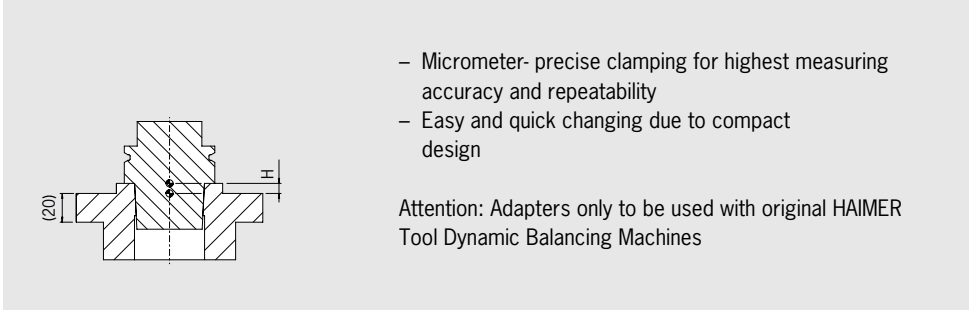 – Micrometer- precise clamping for highest measuring
accuracy and repeatability
– Easy and quick changing due to compact
design
H
(20)
Attention: Adapters only to be used with original HAIMER
Tool Dynamic Balancing Machines